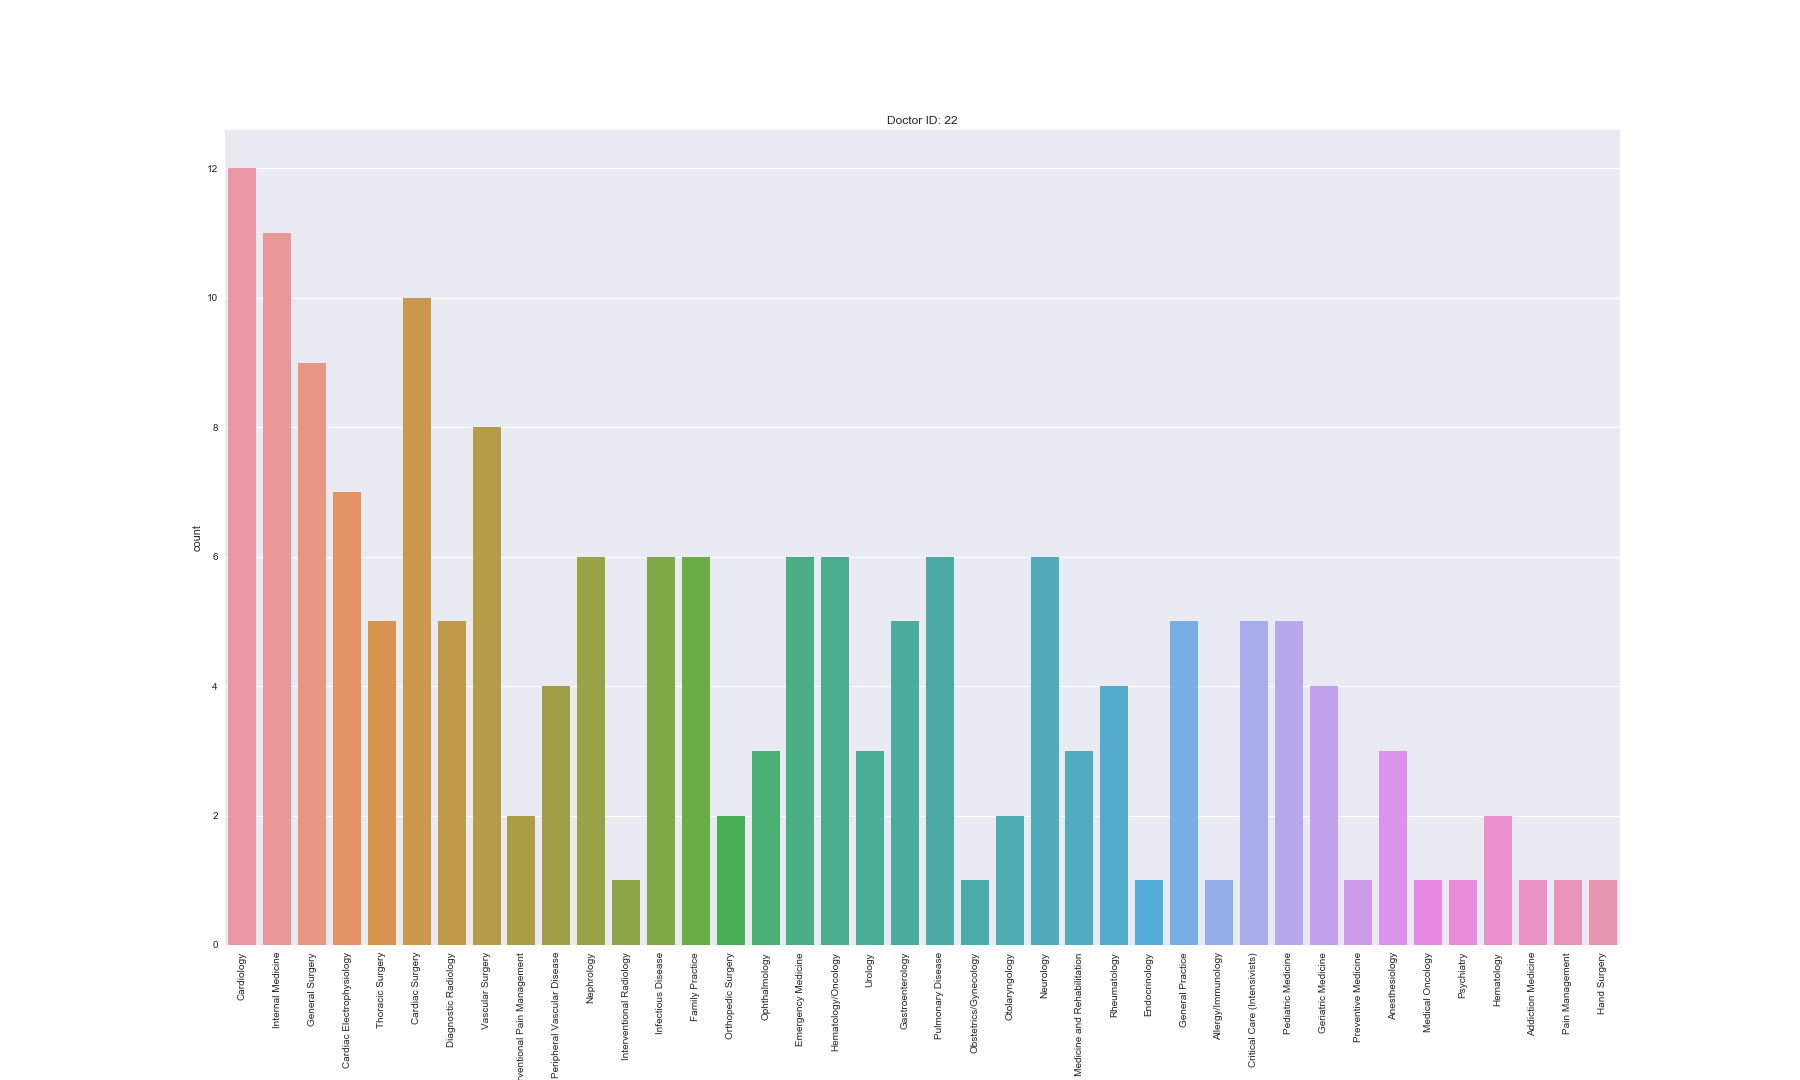 Doctor ID: 22
12
10
8
6
4
2
0
count
Cardiology
Internal Medicine
General Surgery
Cardiac Electrophysiology
Thoracic Surgery
Cardiac Surgery
Diagnostic Radiology
Vascular Surgery
Pain Management
Peripheral Vascular Disease
Nephrology
Interventional Radiology
Infectious Disease
Family Practice
Orthopedic Surgery
Ophthalmology
Emergency Medicine
Hematology/Oncology
Urology
Gastroenterology
Pulmonary Disease
Obstetrics/Gynecology
Otolaryngology
Neurology
Medicine and Rehabilitation
Rheumatology
Endocrinology
General Practice
Allergy/Immunology
Critical Care (Intensivists)
Pediatric Medicine
Geriatric Medicine
Preventive Medicine
Anesthesiology
Medical Oncology
Psychiatry
Hematology
Addiction Medicine
Pain Management
Hand Surgery